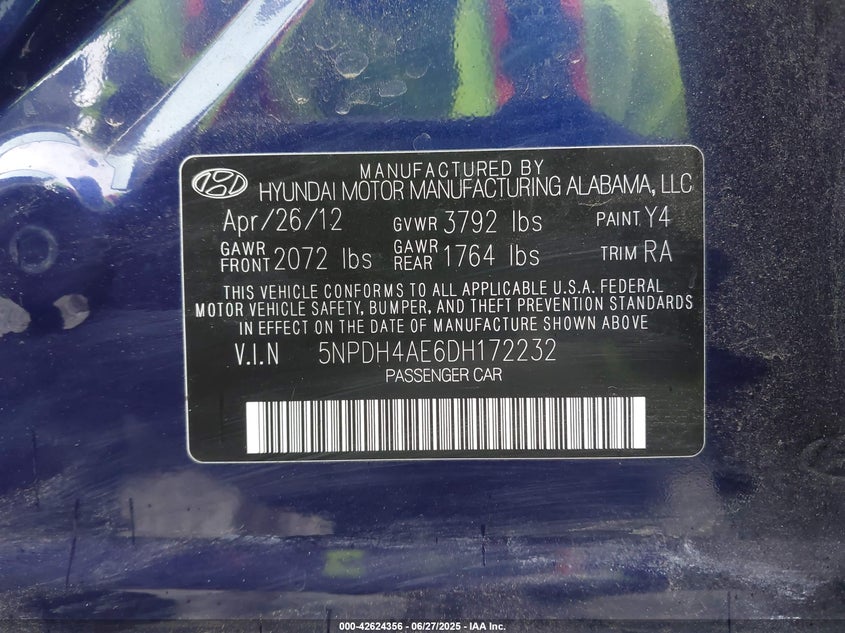 MANUFACTURED BY
HYUNDAI MOTOR MANUFACTURING ALABAMA, LLC
Apr/26/12 GVWR 3792 lbs PAINT Y4
GAWR FRONT 2072 lbs GAWR REAR 1764 lbs TRIM RA
THIS VEHICLE CONFORMS TO ALL APPLICABLE U.S.A. FEDERAL
MOTOR VEHICLE SAFETY, BUMPER, AND THEFT PREVENTION STANDARDS
IN EFFECT ON THE DATE OF MANUFACTURE SHOWN ABOVE
V.I.N 5NPDH4AE6DH172232
PASSENGER CAR
000-42624356 - 06/27/2025 - IAA Inc.